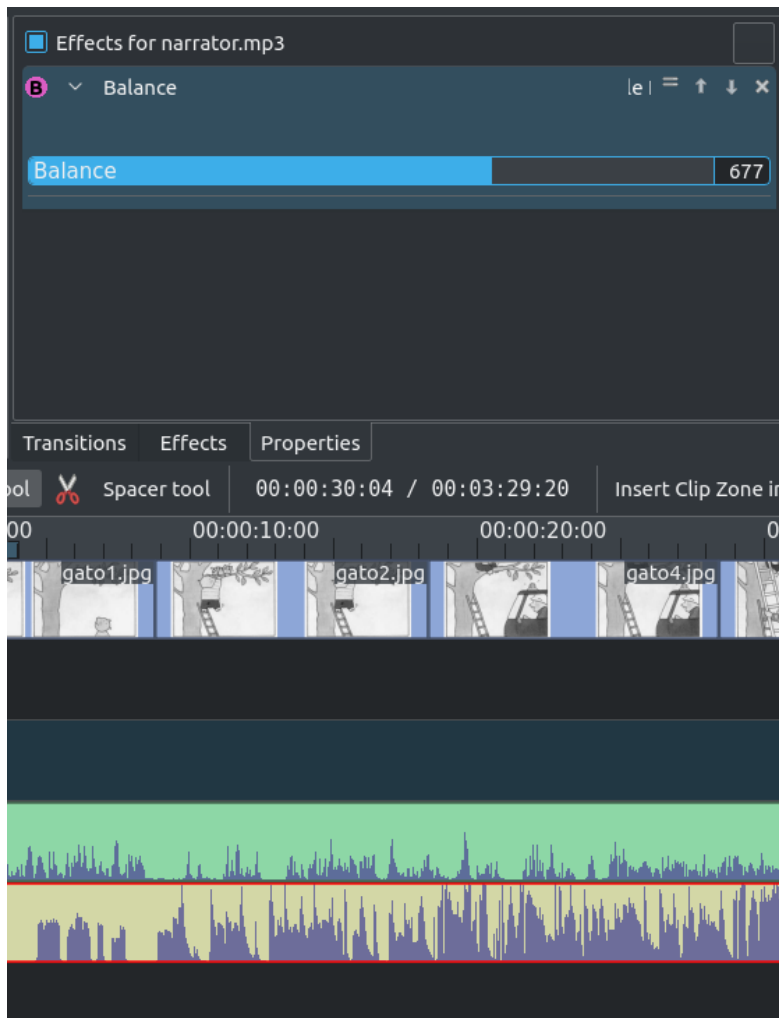 Effects for narrator.mp3
B Balance
Balance 677
Transitions Effects Properties
Spacer tool 00:00:30:04 / 00:03:29:20 Insert Clip Zone
00:00:10:00 00:00:20:00
gato1.jpg gato2.jpg gato4.jpg